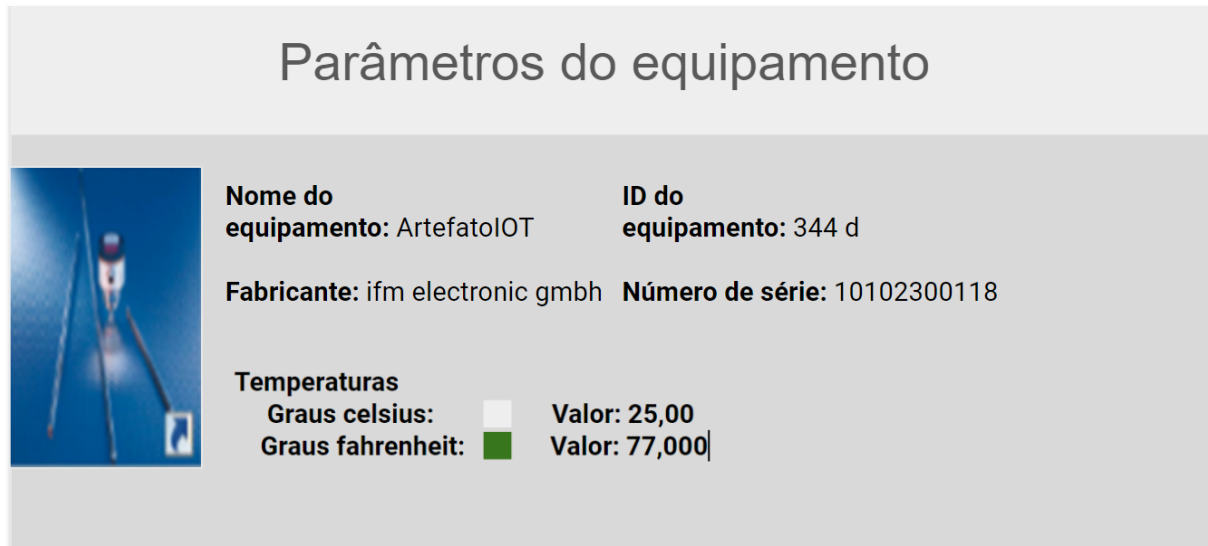 Parâmetros do equipamento
Nome do
equipamento: ArtefatoIOT
ID do
equipamento: 344 d
Fabricante: ifm electronic gmbh
Número de série: 10102300118
Temperaturas
Graus celsius: Valor: 25,00
Graus fahrenheit: Valor: 77,000